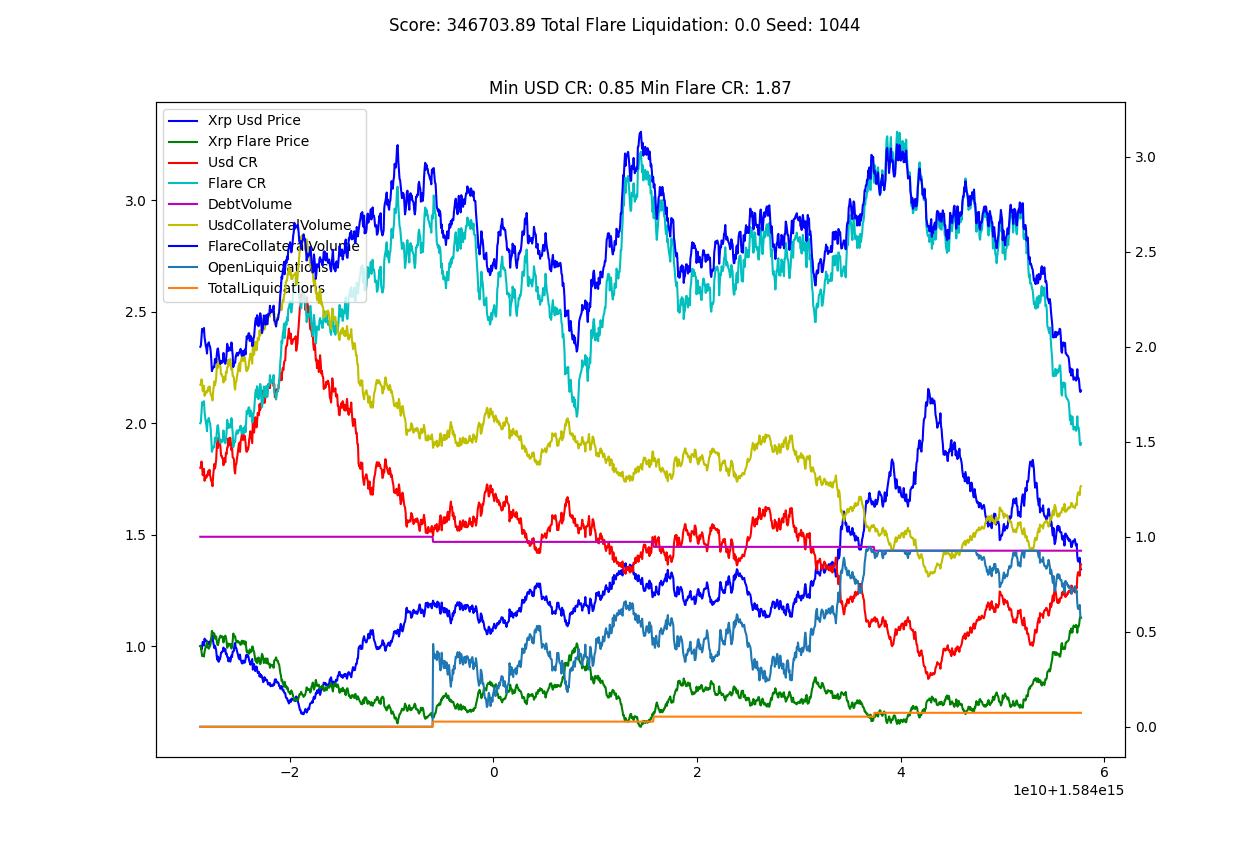 Score: 346703.89 Total Flare Liquidation: 0.0 Seed: 1044
Min USD CR: 0.85 Min Flare CR: 1.87
Xrp Usd Price
Xrp Flare Price
Usd CR
Flare CR
DebtVolume
UsdCollateralVolume
FlareCollateralVolume
OpenLiquidations
TotalLiquidations
3.0
2.5
2.0
1.5
1.0
3.0
2.5
2.0
1.5
1.0
0.5
0.0
−2
0
2
4
6
1e10+1.584e15